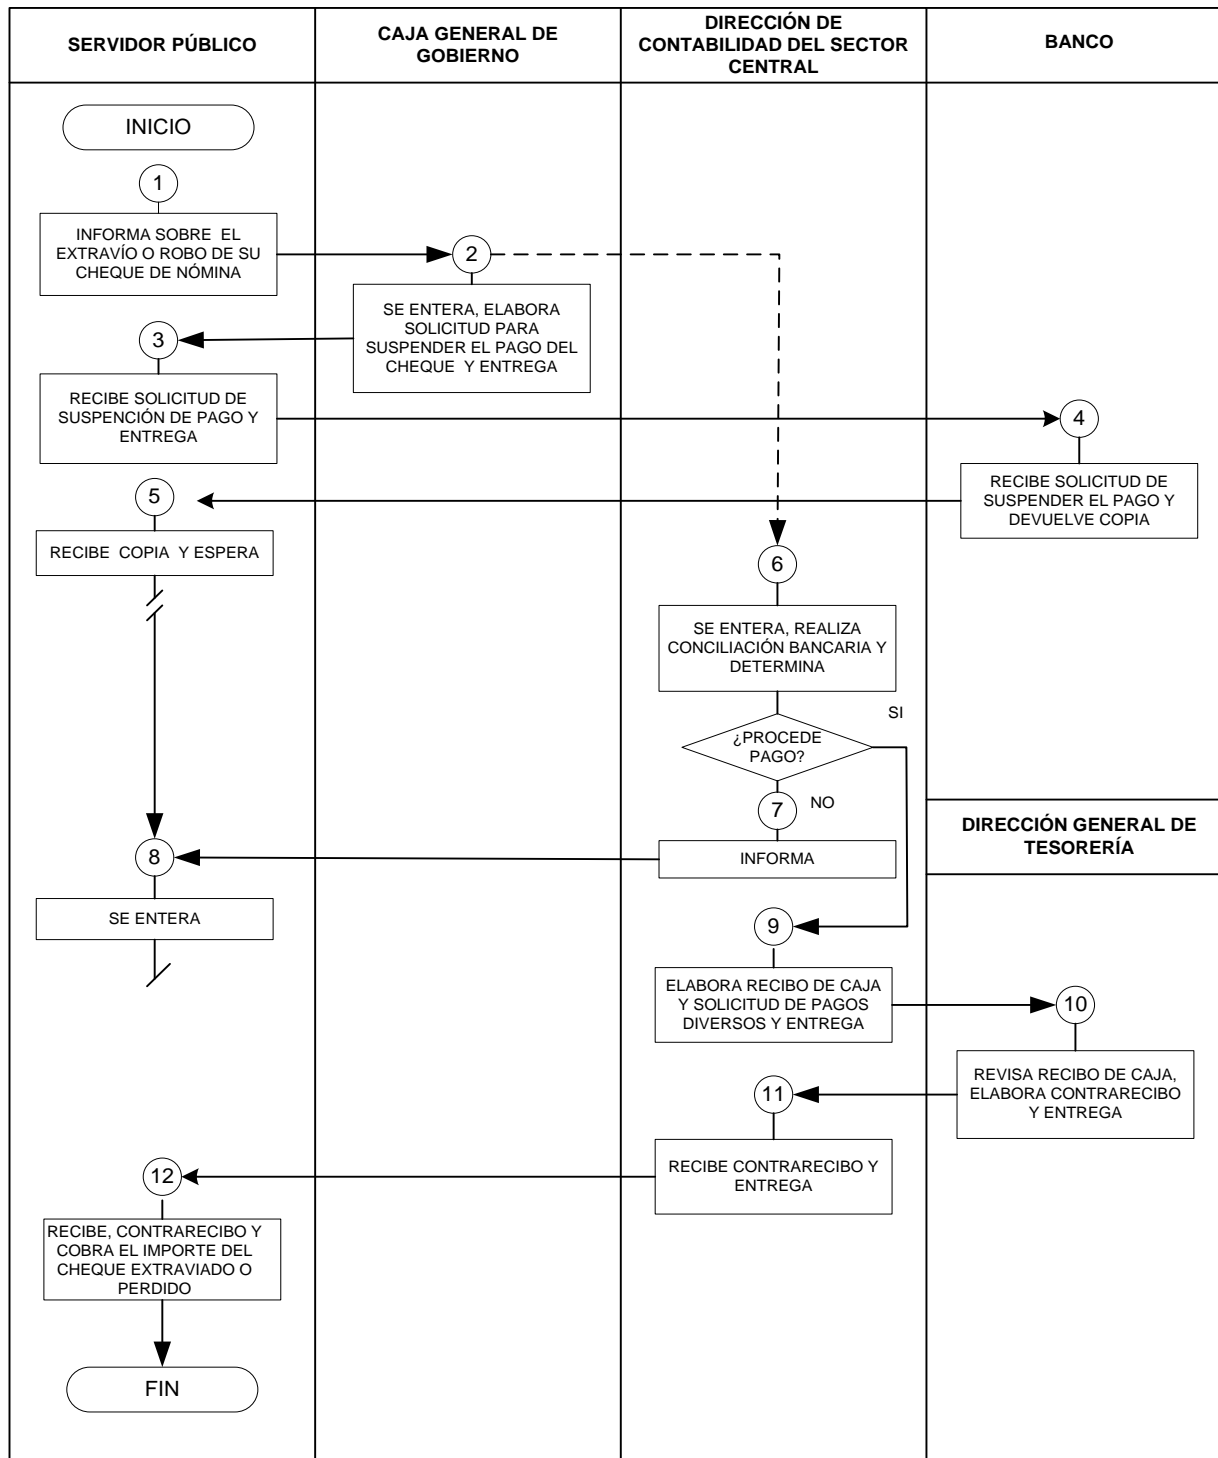 SERVIDOR PÚBLICO
CAJA GENERAL DE
GOBIERNO
DIRECCIÓN DE
CONTABILIDAD DEL SECTOR
CENTRAL
BANCO
INICIO
1
INFORMA SOBRE EL
EXTRAVÍO O ROBO DE SU
CHEQUE DE NÓMINA
2
SE ENTERA, ELABORA
SOLICITUD PARA
SUSPENDER EL PAGO DEL
CHEQUE Y ENTREGA
3
RECIBE SOLICITUD DE
SUSPENCIÓN DE PAGO Y
ENTREGA
4
RECIBE SOLICITUD DE
SUSPENDER EL PAGO Y
DEVUELVE COPIA
5
RECIBE COPIA Y ESPERA
6
SE ENTERA, REALIZA
CONCILIACIÓN BANCARIA Y
DETERMINA
SI
¿PROCEDE
PAGO?
7
NO
INFORMA
DIRECCIÓN GENERAL DE
TESORERÍA
8
SE ENTERA
9
ELABORA RECIBO DE CAJA
Y SOLICITUD DE PAGOS
DIVERSOS Y ENTREGA
10
REVISA RECIBO DE CAJA,
ELABORA CONTRARECIBO
Y ENTREGA
11
RECIBE CONTRARECIBO Y
ENTREGA
12
RECIBE, CONTRARECIBO Y
COBRA EL IMPORTE DEL
CHEQUE EXTRAVIADO O
PERDIDO
FIN